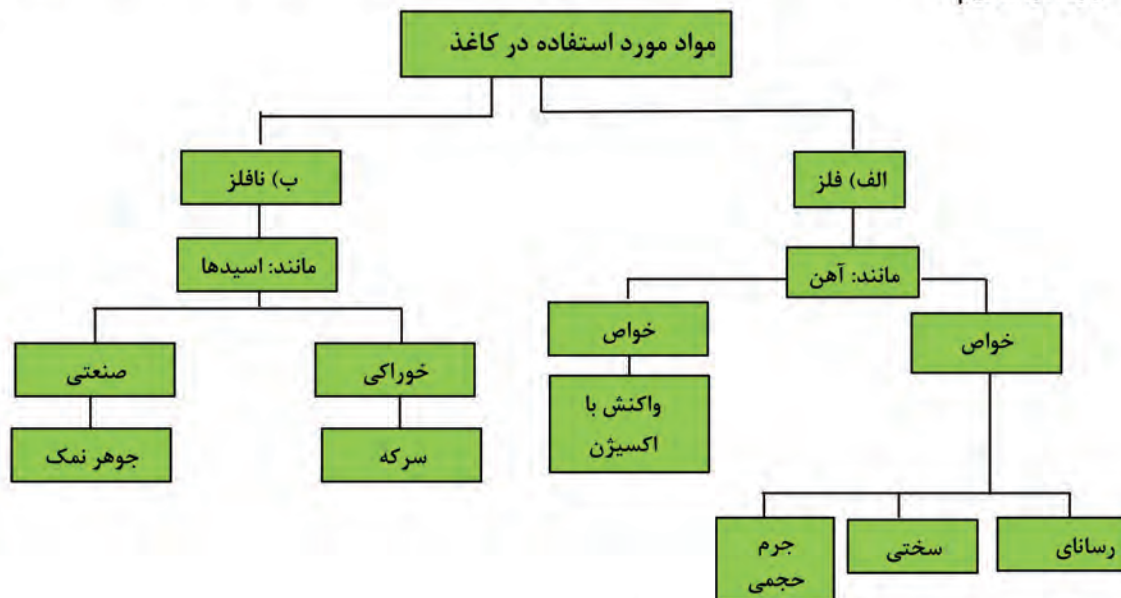 مواد مورد استفاده در کاغذ
الف) فلز
ب) نافلز
مانند: آهن
مانند: اسیدها
خواص
خواص
خوراکی
صنعتی
واکنش با
اکسیژن
سرکه
جوهر نمک
رسانای
سختی
جرم
حجمی